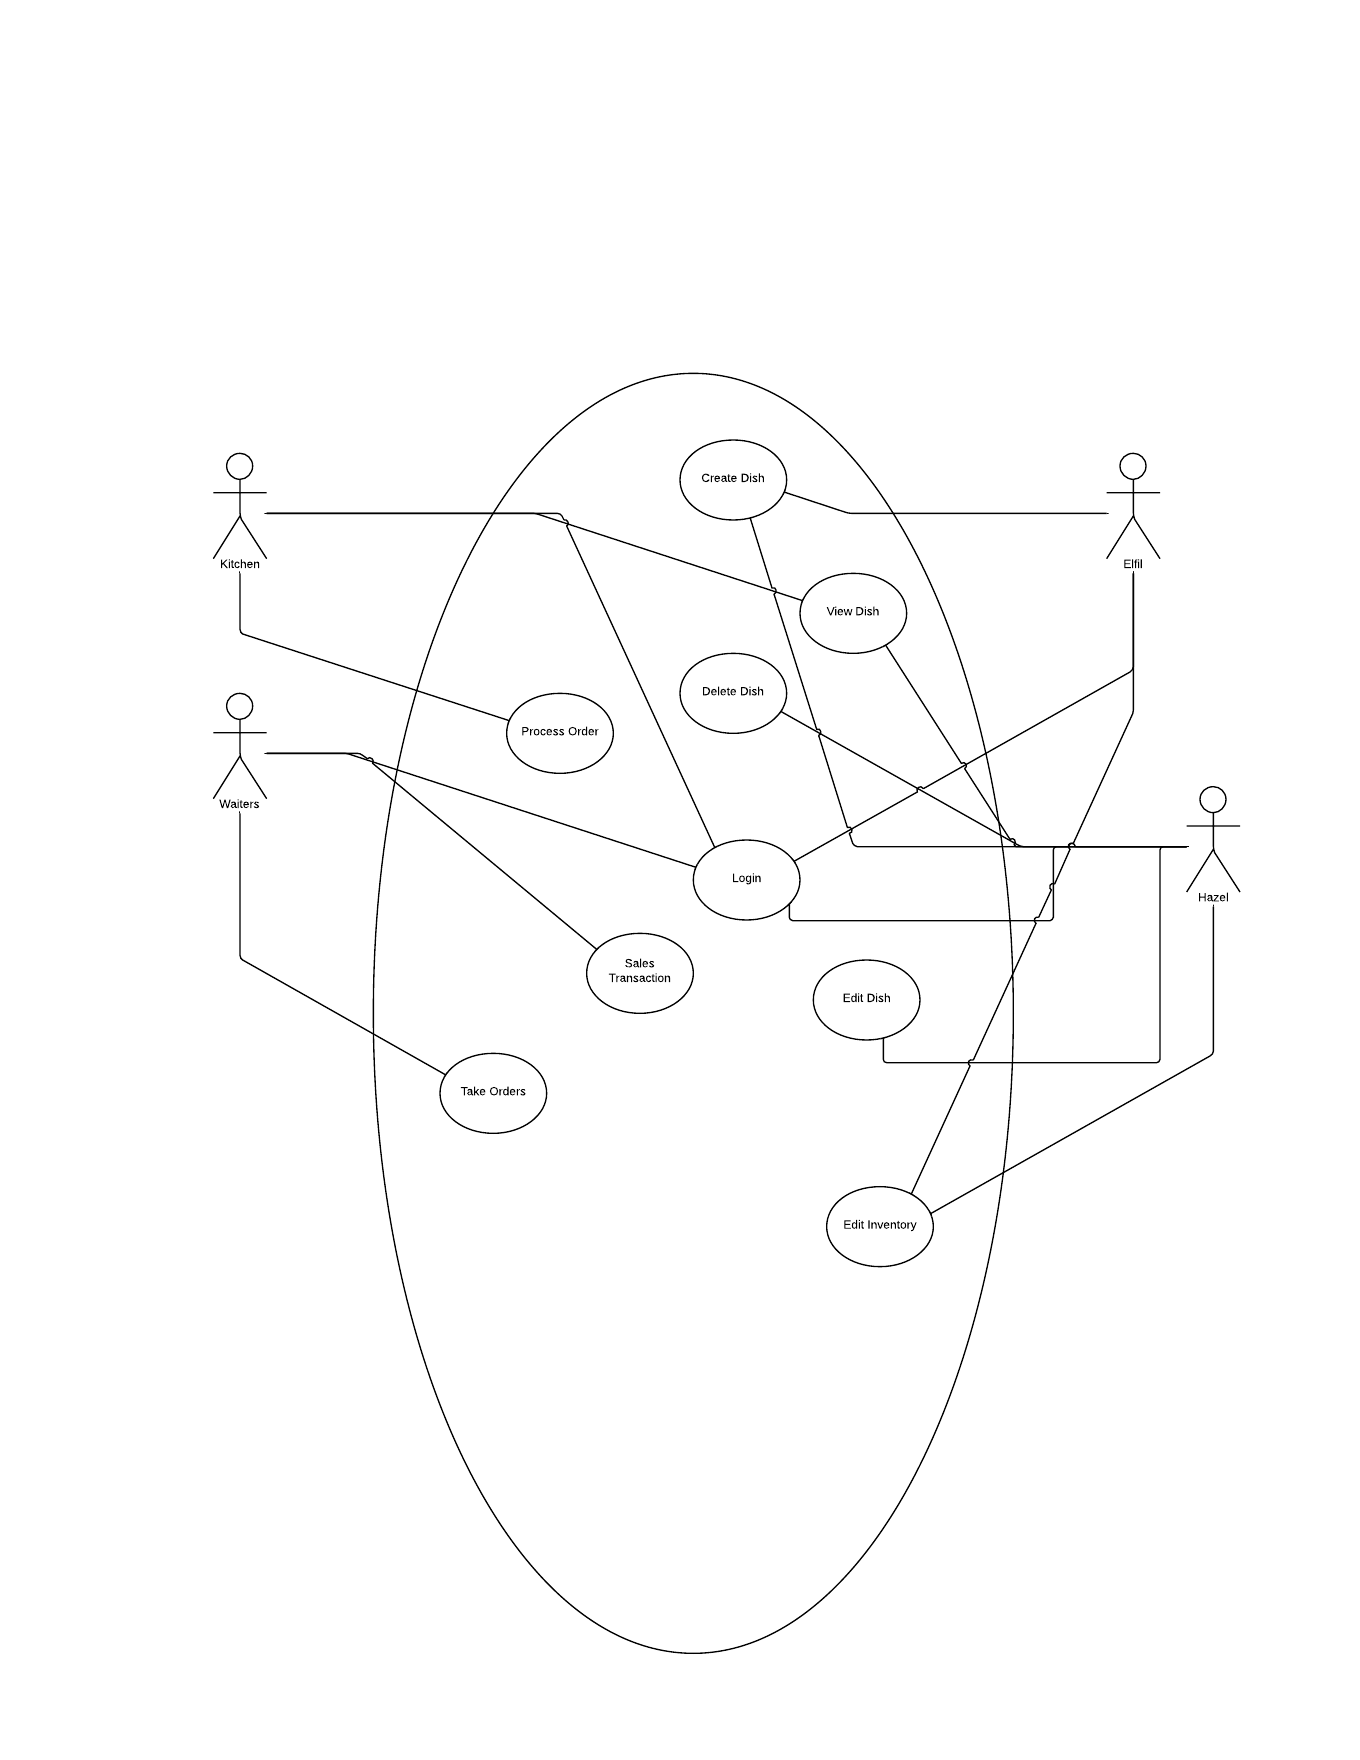 Create Dish
Kitchen
Elfil
View Dish
Delete Dish
Process Order
Waiters
Login
Hazel
Sales
Transaction
Edit Dish
Take Orders
Edit Inventory